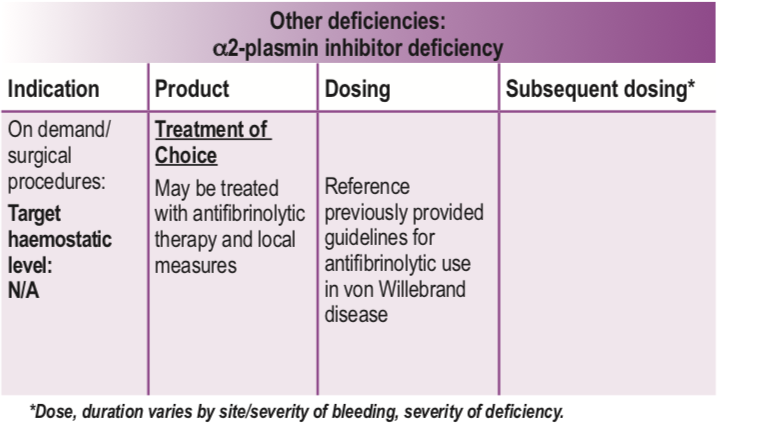 Other deficiencies:
α2-plasmin inhibitor deficiency
Indication
Product
Dosing
Subsequent dosing*
On demand/
surgical
procedures:
Target
haemostatic
level:
N/A
Treatment of
Choice
May be treated
with antifibrinolytic
therapy and local
measures
Reference
previously provided
guidelines for
antifibrinolytic use
in von Willebrand
disease
*Dose, duration varies by site/severity of bleeding, severity of deficiency.